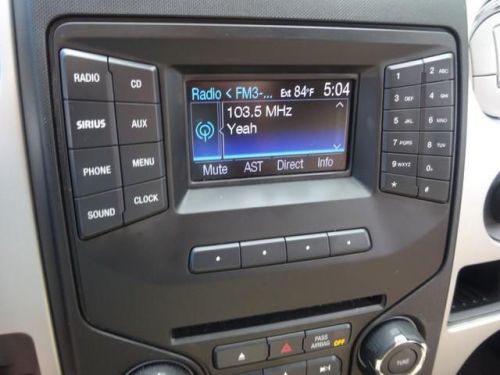 RADIO
CD
SIRIUS
AUX
PHONE
MENU
SOUND
CLOCK
Radio < FM3-... Ext 84°F 5:04
103.5 MHz
Yeah
Mute AST Direct Info
1
2 ABC
3 DEF
4 GHI
5 JKL
6 MNO
7 PQRS
8 TUV
9 WXYZ
0
*
#
PASS AIRBAG OFF
TUNE